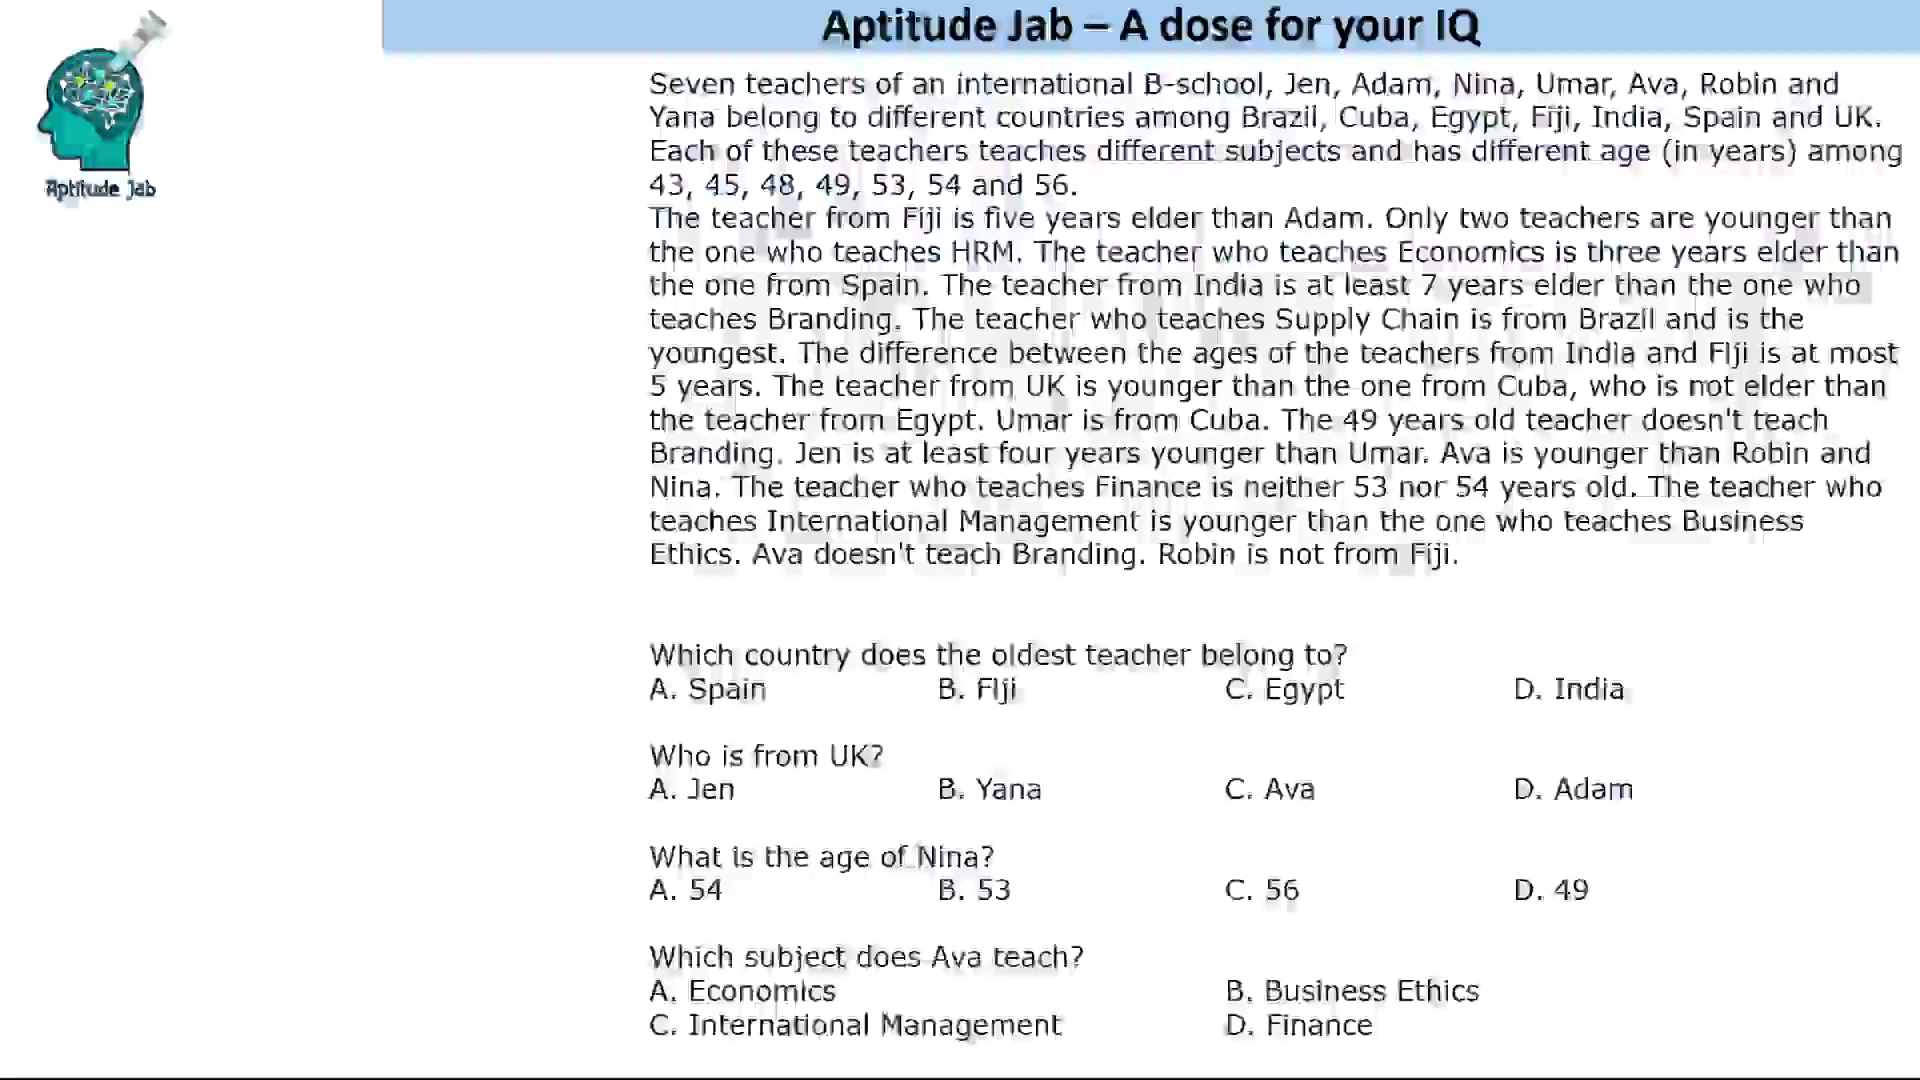 Aptitude Jab – A dose for your IQ
Aptitude Jab
Seven teachers of an international B-school, Jen, Adam, Nina, Umar, Ava, Robin and
Yana belong to different countries among Brazil, Cuba, Egypt, Fiji, India, Spain and UK.
Each of these teachers teaches different subjects and has different age (in years) among
43, 45, 48, 49, 53, 54 and 56.
The teacher from Fiji is five years elder than Adam. Only two teachers are younger than
the one who teaches HRM. The teacher who teaches Economics is three years elder than
the one from Spain. The teacher from India is at least 7 years elder than the one who
teaches Branding. The teacher who teaches Supply Chain is from Brazil and is the
youngest. The difference between the ages of the teachers from India and FIji is at most
5 years. The teacher from UK is younger than the one from Cuba, who is not elder than
the teacher from Egypt. Umar is from Cuba. The 49 years old teacher doesn't teach
Branding. Jen is at least four years younger than Umar. Ava is younger than Robin and
Nina. The teacher who teaches Finance is neither 53 nor 54 years old. The teacher who
teaches International Management is younger than the one who teaches Business
Ethics. Ava doesn't teach Branding. Robin is not from Fiji.
Which country does the oldest teacher belong to?
A. Spain B. FIji C. Egypt D. India
Who is from UK?
A. Jen B. Yana C. Ava D. Adam
What is the age of Nina?
A. 54 B. 53 C. 56 D. 49
Which subject does Ava teach?
A. Economics B. Business Ethics
C. International Management D. Finance